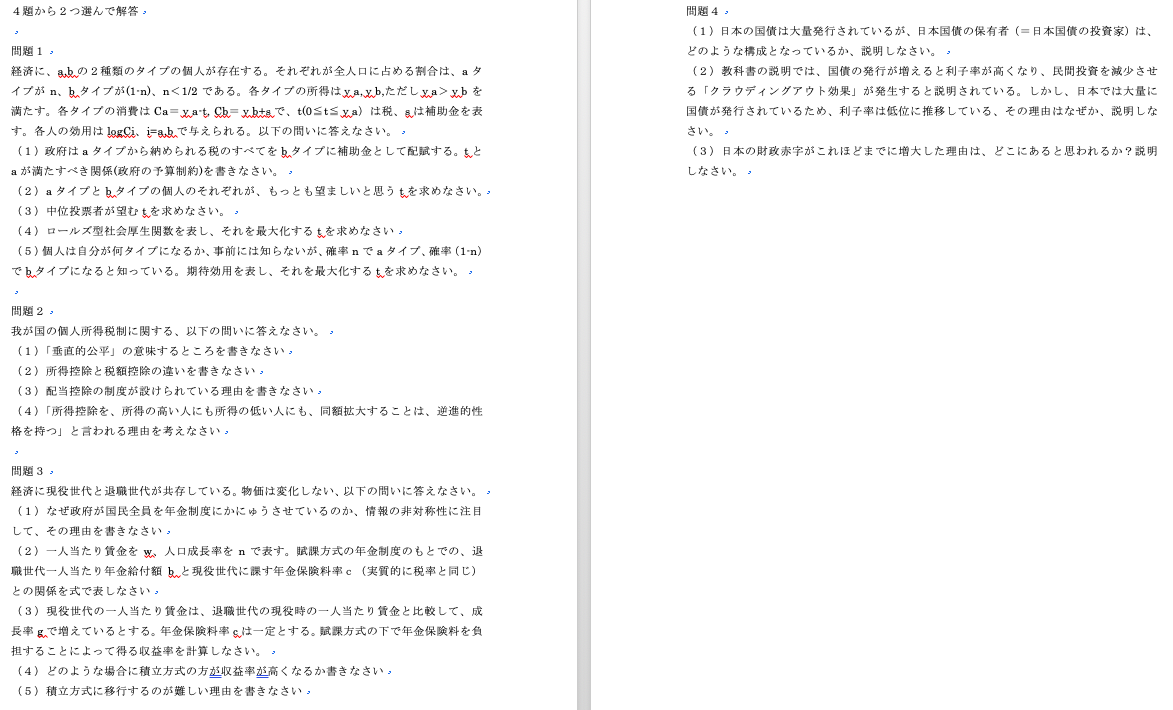 ４題から２つ選んで解答
問題１
経済に、a,b の２種類のタイプの個人が存在する。それぞれが全人口に占める割合は、a タ
イプが n、b タイプが(1-n)、n＜1/2 である。各タイプの所得は y a, y b,ただし y a＞ y b を
満たす。各タイプの消費は Ca＝ y a-t, Cb＝ y b+s で、t(0≦t≦ y a）は税、s は補助金を表
す。各人の効用は logCi、i=a,b で与えられる。以下の問いに答えなさい。
（１）政府は a タイプから納められる税のすべてを b タイプに補助金として配賦する。t と
a が満たすべき関係(政府の予算制約)を書きなさい。
（２）a タイプと b タイプの個人のそれぞれが、もっとも望ましいと思う t を求めなさい。
（３）中位投票者が望む t を求めなさい。
（４）ロールズ型社会厚生関数を表し、それを最大化する t を求めなさい
（５）個人は自分が何タイプになるか、事前には知らないが、確率 n で a タイプ、確率（1-n)
で b タイプになると知っている。期待効用を表し、それを最大化する t を求めなさい。
問題２
我が国の個人所得税制に関する、以下の問いに答えなさい。
（１）「垂直的公平」の意味するところを書きなさい
（２）所得控除と税額控除の違いを書きなさい
（３）配当控除の制度が設けられている理由を書きなさい
（４）「所得控除を、所得の高い人にも所得の低い人にも、同額拡大することは、逆進的性
格を持つ」と言われる理由を考えなさい
問題３
経済に現役世代と退職世代が共存している。物価は変化しない、以下の問いに答えなさい。
（１）なぜ政府が国民全員を年金制度にかにゅうさせているのか、情報の非対称性に注目
して、その理由を書きなさい
（２）一人当たり賃金を w、人口成長率を n で表す。賦課方式の年金制度のもとでの、退
職世代一人当たり年金給付額 b と現役世代に課す年金保険料率ｃ（実質的に税率と同じ）
との関係を式で表しなさい
（３）現役世代の一人当たり賃金は、退職世代の現役時の一人当たり賃金と比較して、成
長率 g で増えているとする。年金保険料率 c は一定とする。賦課方式の下で年金保険料を負
担することによって得る収益率を計算しなさい。
（４）どのような場合に積立方式の方が収益率が高くなるか書きなさい
（５）積立方式に移行するのが難しい理由を書きなさい
問題４
（１）日本の国債は大量発行されているが、日本国債の保有者（＝日本国債の投資家）は、
どのような構成となっているか、説明しなさい。
（２）教科書の説明では、国債の発行が増えると利子率が高くなり、民間投資を減少させ
る「クラウディングアウト効果」が発生すると説明されている。しかし、日本では大量に
国債が発行されているため、利子率は低位に推移している、その理由はなぜか、説明しな
さい。
（３）日本の財政赤字がこれほどまでに増大した理由は、どこにあると思われるか？説明
しなさい。